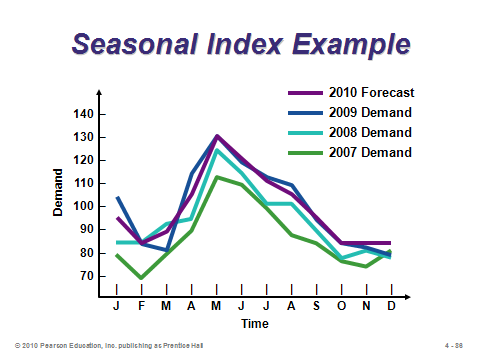 Seasonal Index Example
2010 Forecast
2009 Demand
2008 Demand
2007 Demand
140
130
120
110
100
90
80
70
Demand
J F M A M J J A S O N D
Time
© 2010 Pearson Education, Inc. publishing as Prentice Hall
4 - 38